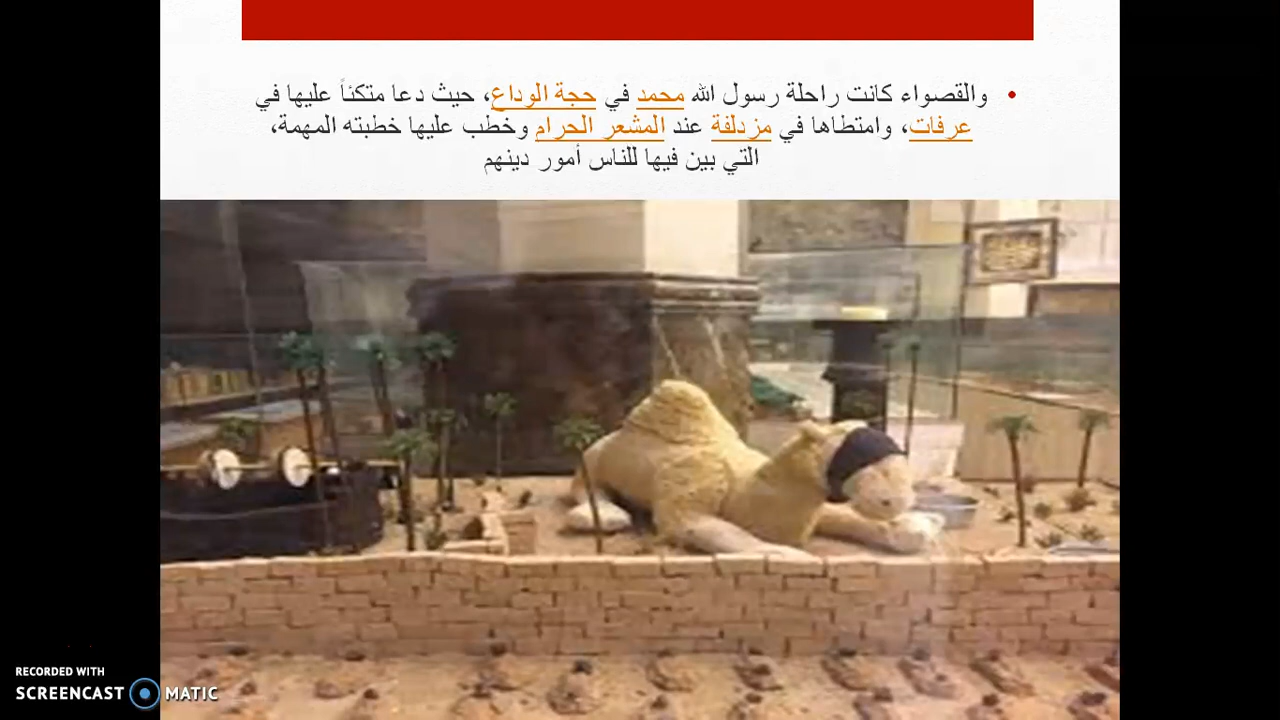 والقصواء كانت راحلة رسول الله محمد في حجة الوداع، حيث دعا متكئاً عليها في
عرفات، وامتطاها في مزدلفة عند المشعر الحرام وخطب عليها خطبته المهمة،
التي بين فيها للناس أمور دينهم
RECORDED WITH
SCREENCAST MATIC